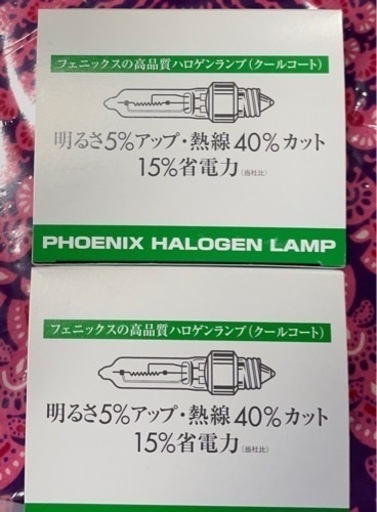 フェニックスの高品質ハロゲンランプ(クールコート)
明るさ5%アップ・熱線40%カット
15%省電力(当社比)
PHOENIX HALOGEN LAMP
フェニックスの高品質ハロゲンランプ(クールコート)
明るさ5%アップ・熱線40%カット
15%省電力(当社比)